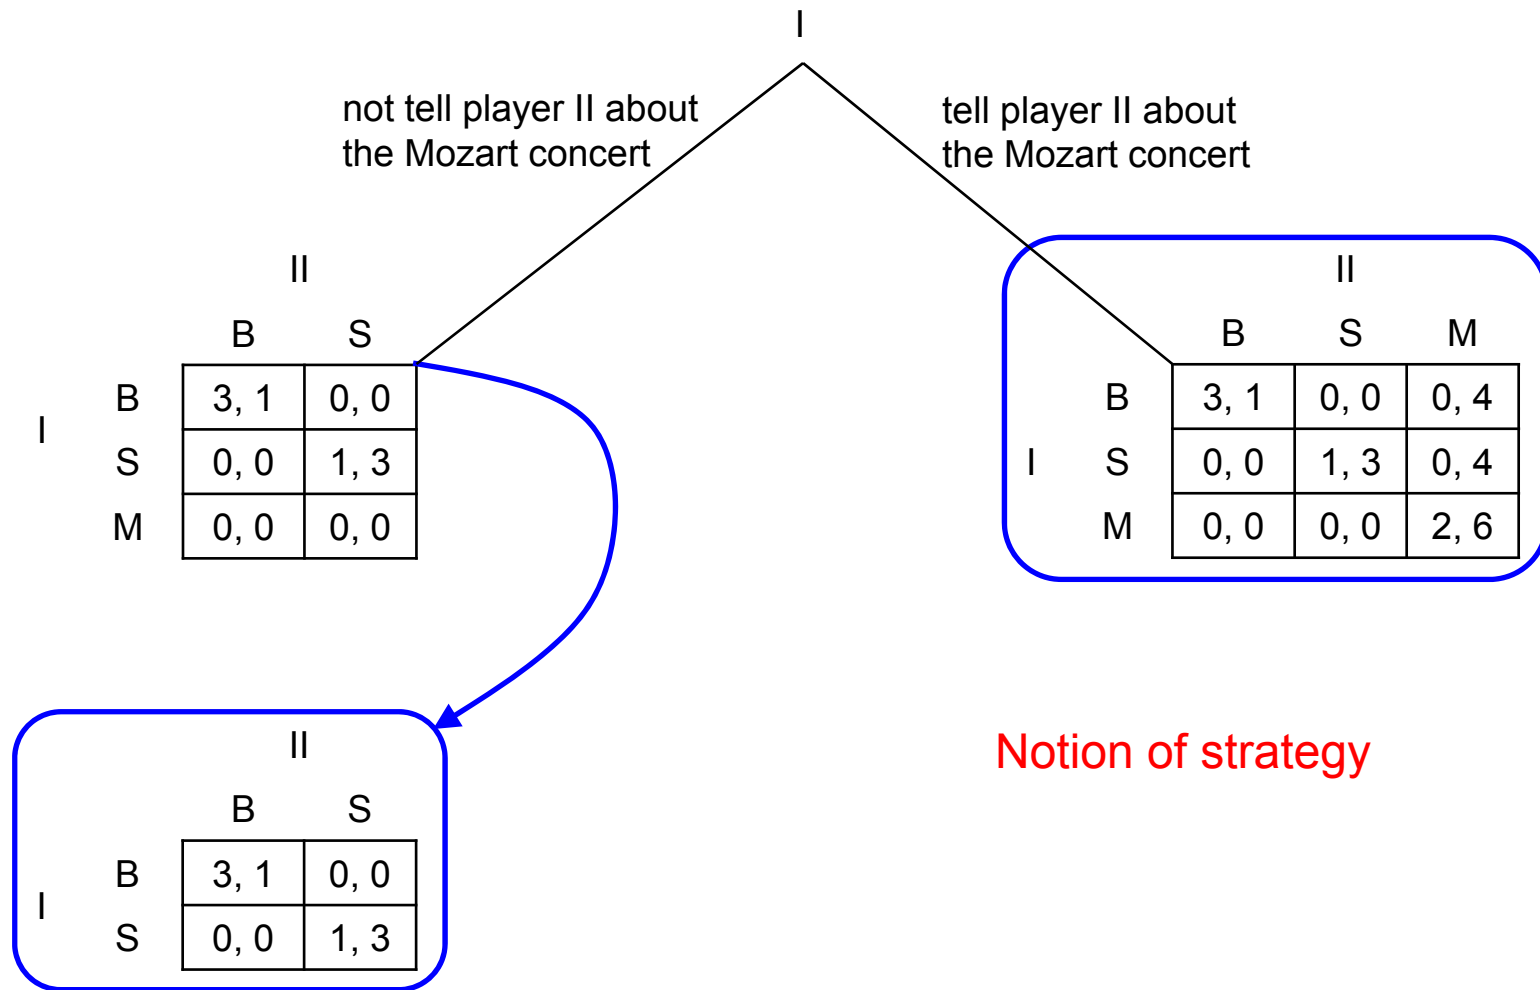 I
not tell player II about
the Mozart concert
tell player II about
the Mozart concert
II
B S
I
B 3, 1 0, 0
S 0, 0 1, 3
M 0, 0 0, 0
II
B S M
I
B 3, 1 0, 0 0, 4
S 0, 0 1, 3 0, 4
M 0, 0 0, 0 2, 6
II
B S
I
B 3, 1 0, 0
S 0, 0 1, 3
Notion of strategy